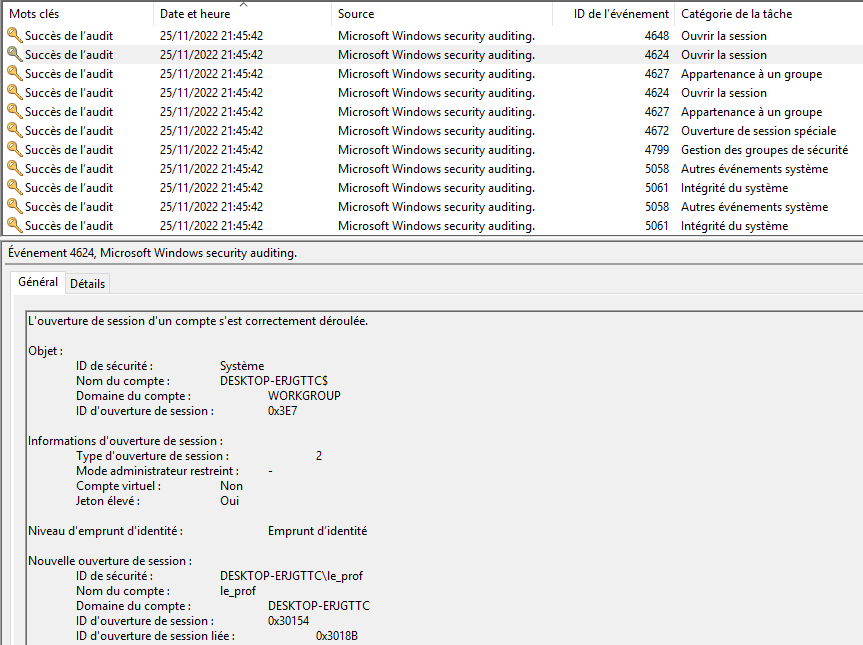 Mots clés Date et heure Source ID de l'événement Catégorie de la tâche
Succès de l'audit 25/11/2022 21:45:42 Microsoft Windows security auditing. 4648 Ouvrir la session
Succès de l'audit 25/11/2022 21:45:42 Microsoft Windows security auditing. 4624 Ouvrir la session
Succès de l'audit 25/11/2022 21:45:42 Microsoft Windows security auditing. 4627 Appartenance à un groupe
Succès de l'audit 25/11/2022 21:45:42 Microsoft Windows security auditing. 4624 Ouvrir la session
Succès de l'audit 25/11/2022 21:45:42 Microsoft Windows security auditing. 4627 Appartenance à un groupe
Succès de l'audit 25/11/2022 21:45:42 Microsoft Windows security auditing. 4672 Ouverture de session spéciale
Succès de l'audit 25/11/2022 21:45:42 Microsoft Windows security auditing. 4799 Gestion des groupes de sécurité
Succès de l'audit 25/11/2022 21:45:42 Microsoft Windows security auditing. 5058 Autres événements système
Succès de l'audit 25/11/2022 21:45:42 Microsoft Windows security auditing. 5061 Intégrité du système
Succès de l'audit 25/11/2022 21:45:42 Microsoft Windows security auditing. 5058 Autres événements système
Succès de l'audit 25/11/2022 21:45:42 Microsoft Windows security auditing. 5061 Intégrité du système
Événement 4624, Microsoft Windows security auditing.
Général Détails
L'ouverture de session d'un compte s'est correctement déroulée.
Objet :
ID de sécurité : Système
Nom du compte : DESKTOP-ERJGTTC$
Domaine du compte : WORKGROUP
ID d'ouverture de session : 0x3E7
Informations d'ouverture de session :
Type d'ouverture de session : 2
Mode administrateur restreint : -
Compte virtuel : Non
Jeton élevé : Oui
Niveau d'emprunt d'identité : Emprunt d'identité
Nouvelle ouverture de session :
ID de sécurité : DESKTOP-ERJGTTC\le_prof
Nom du compte : le_prof
Domaine du compte : DESKTOP-ERJGTTC
ID d'ouverture de session : 0x30154
ID d'ouverture de session liée : 0x3018B